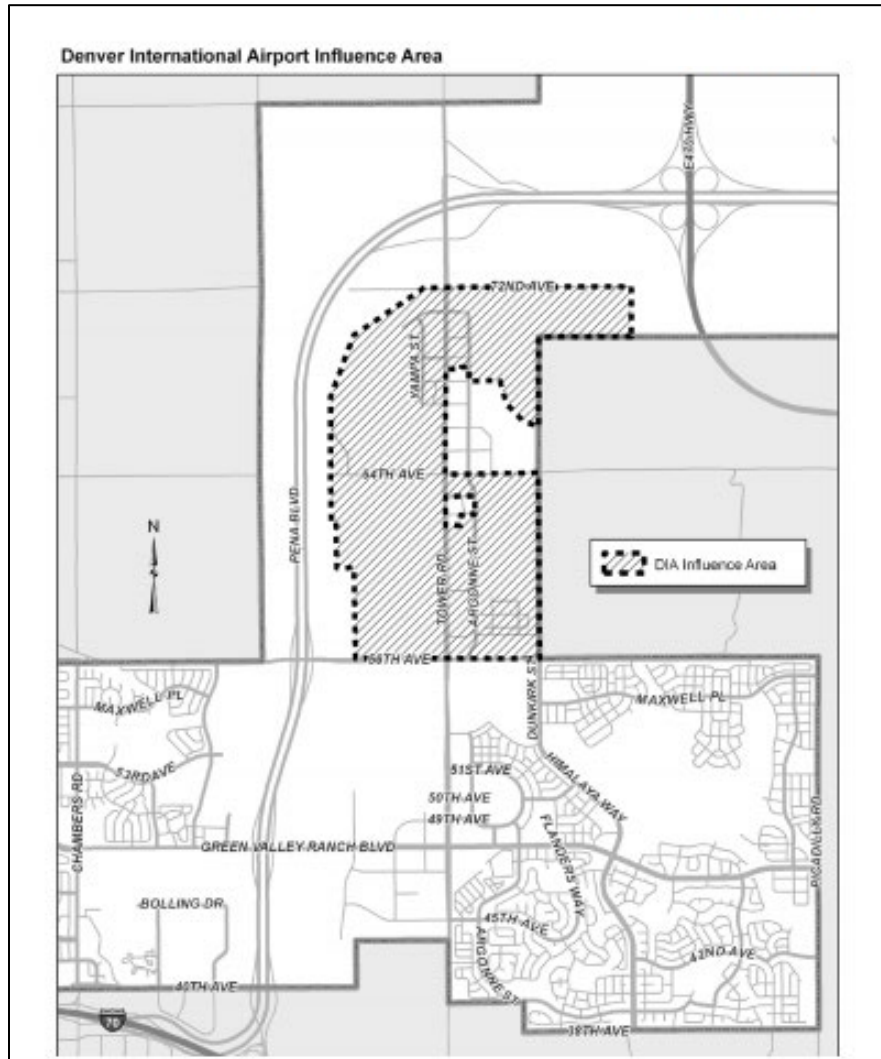 Denver International Airport Influence Area
E470 HWY
72ND AVE
YAMPA ST
64TH AVE
PENA BLVD
N
TOWER RD
ARGONNE ST
DIA Influence Area
56TH AVE
DUNKIRK ST
MAXWELL PL
MAXWELL PL
53RD AVE
51ST AVE
HIMALAYA WAY
50TH AVE
49TH AVE
CHAMBERS RD
GREEN VALLEY RANCH BLVD
FLANDERS WAY
PICADILLY RD
BOLLING DR
45TH AVE
ARGONNE ST
42ND AVE
40TH AVE
70
38TH AVE